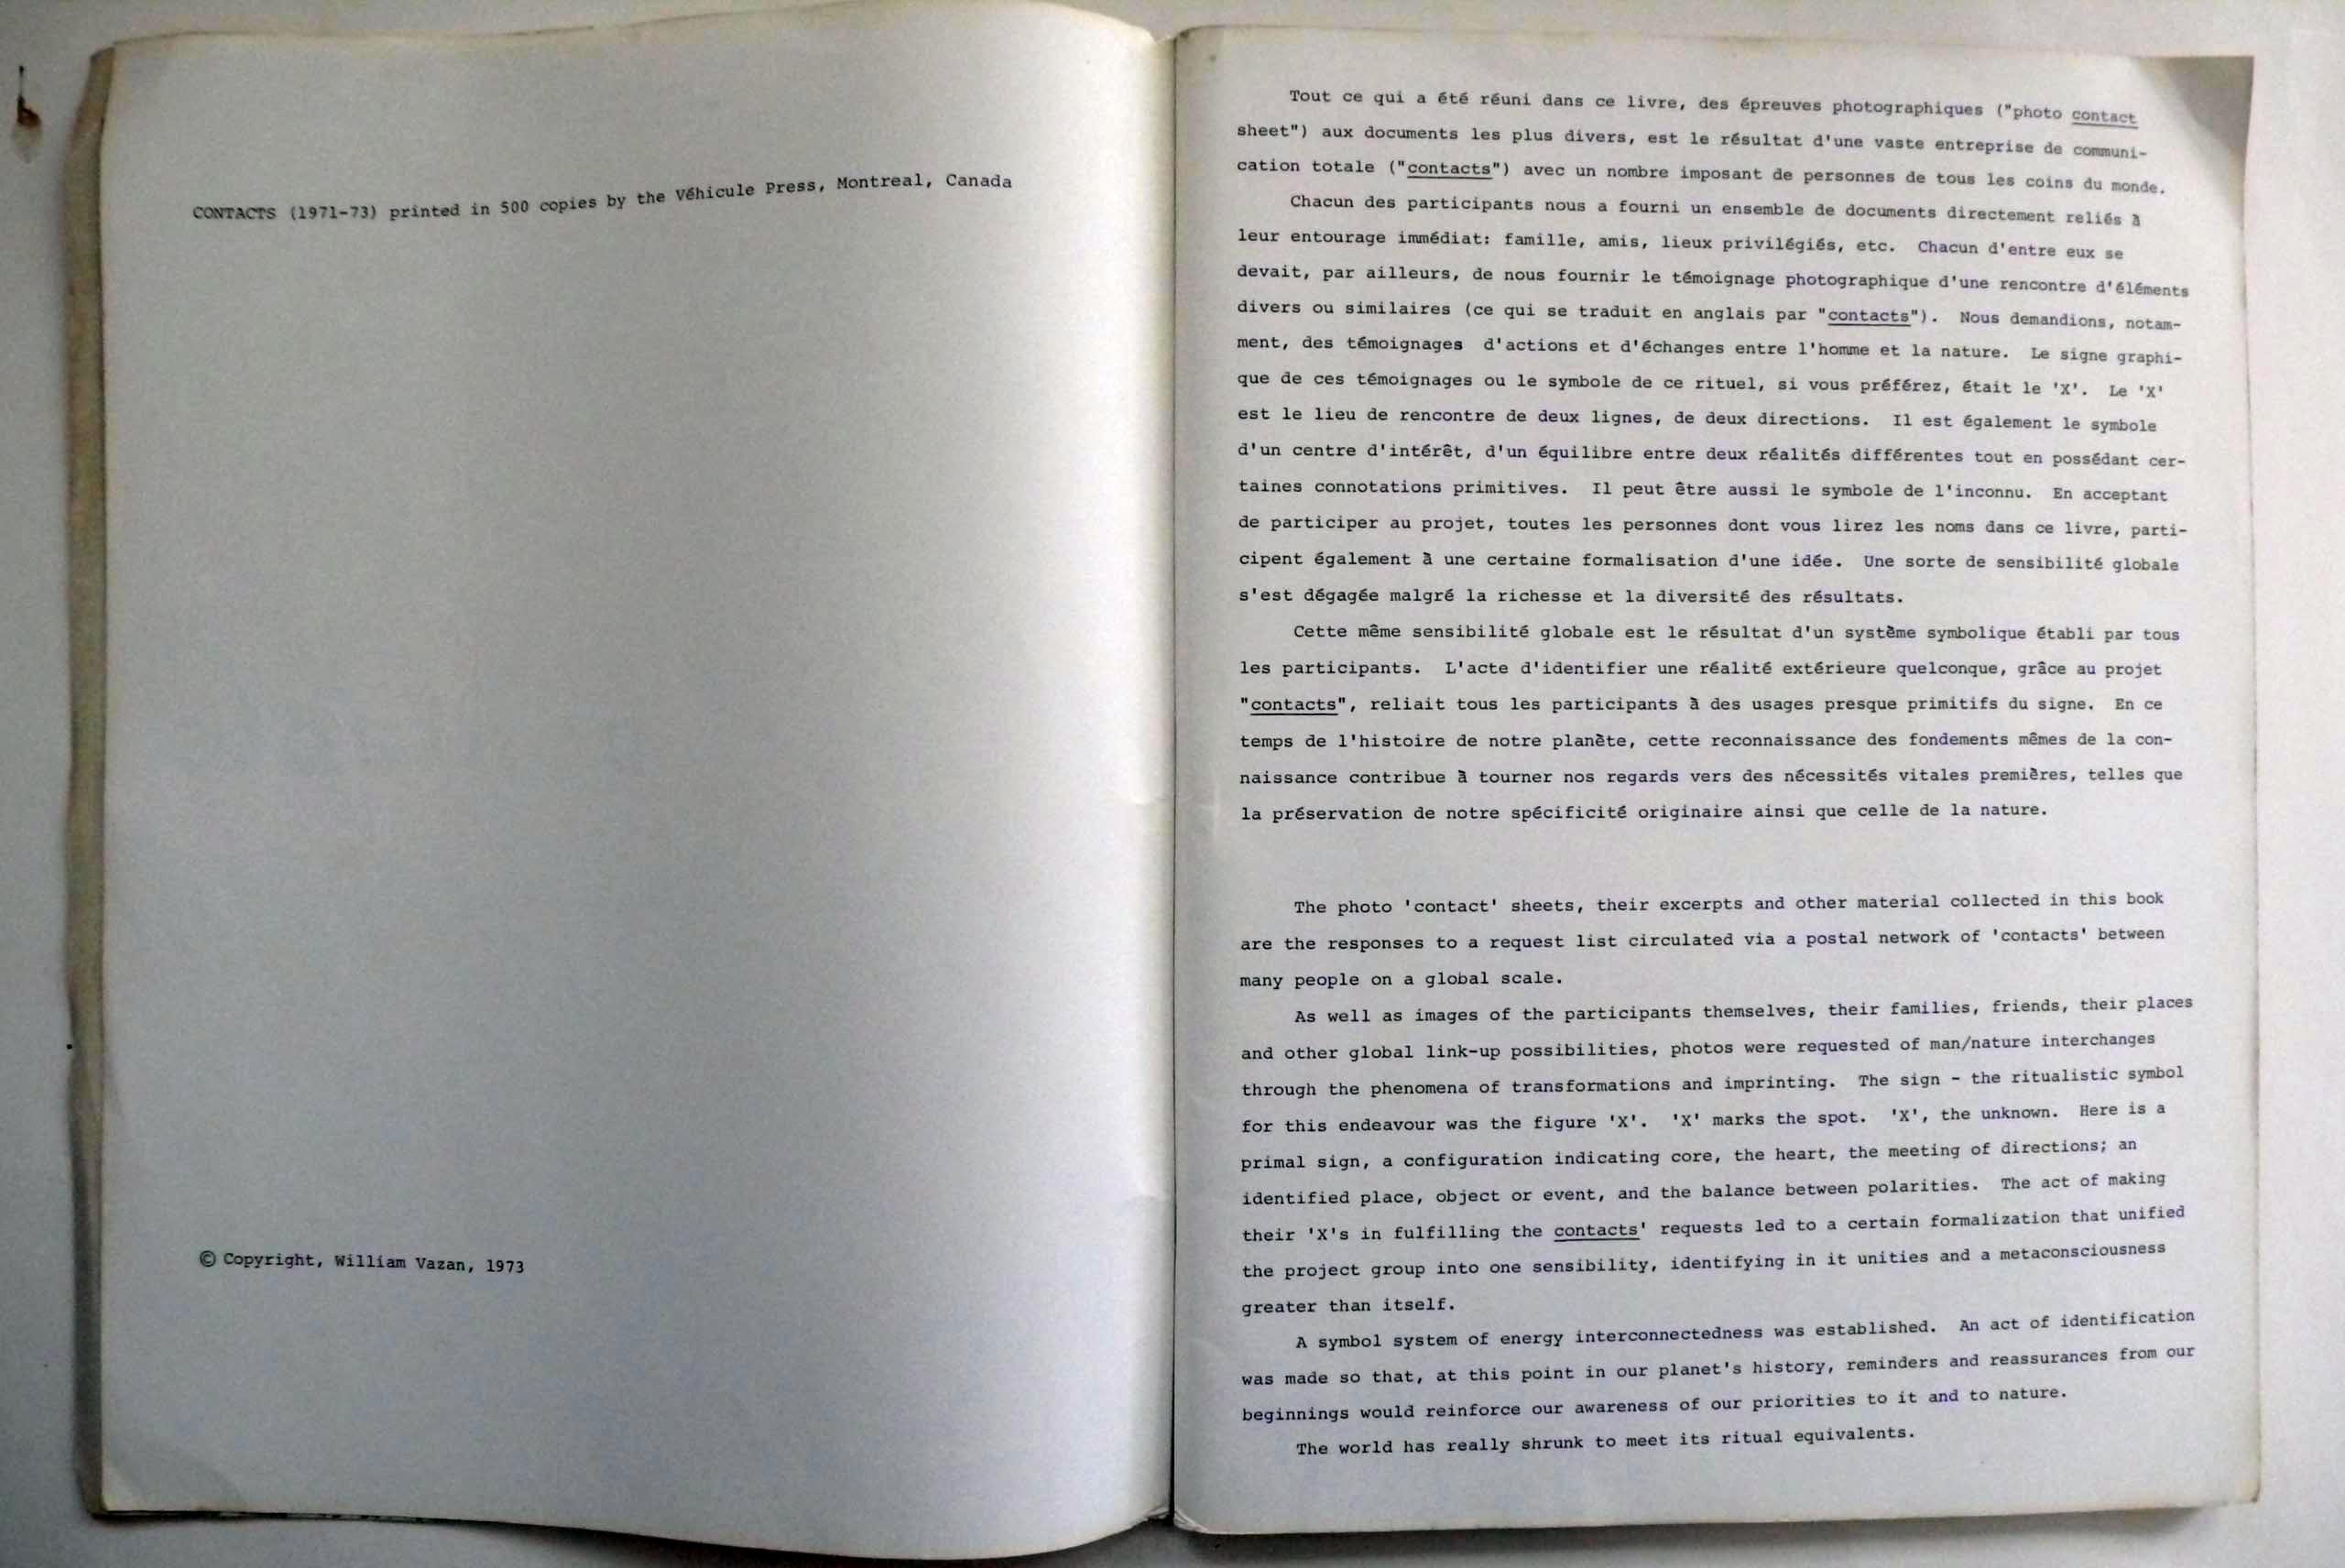 CONTACTS (1971-73) printed in 500 copies by the Véhicule Press, Montreal, Canada
© Copyright, William Vazan, 1973
Tout ce qui a été réuni dans ce livre, des épreuves photographiques ("photo contact
sheet") aux documents les plus divers, est le résultat d'une vaste entreprise de communi-
cation totale ("contacts") avec un nombre imposant de personnes de tous les coins du monde.
Chacun des participants nous a fourni un ensemble de documents directement reliés à
leur entourage immédiat: famille, amis, lieux privilégiés, etc. Chacun d'entre eux se
devait, par ailleurs, de nous fournir le témoignage photographique d'une rencontre d'éléments
divers ou similaires (ce qui se traduit en anglais par "contacts"). Nous demandions, notam-
ment, des témoignages d'actions et d'échanges entre l'homme et la nature. Le signe graphi-
que de ces témoignages ou le symbole de ce rituel, si vous préférez, était le 'X'. Le 'X'
est le lieu de rencontre de deux lignes, de deux directions. Il est également le symbole
d'un centre d'intérêt, d'un équilibre entre deux réalités différentes tout en possédant cer-
taines connotations primitives. Il peut être aussi le symbole de l'inconnu. En acceptant
de participer au projet, toutes les personnes dont vous lirez les noms dans ce livre, parti-
cipent également à une certaine formalisation d'une idée. Une sorte de sensibilité globale
s'est dégagée malgré la richesse et la diversité des résultats.
Cette même sensibilité globale est le résultat d'un système symbolique établi par tous
les participants. L'acte d'identifier une réalité extérieure quelconque, grâce au projet
"contacts", reliait tous les participants à des usages presque primitifs du signe. En ce
temps de l'histoire de notre planète, cette reconnaissance des fondements mêmes de la con-
naissance contribue à tourner nos regards vers des nécessités vitales premières, telles que
la préservation de notre spécificité originaire ainsi que celle de la nature.
The photo 'contact' sheets, their excerpts and other material collected in this book
are the responses to a request list circulated via a postal network of 'contacts' between
many people on a global scale.
As well as images of the participants themselves, their families, friends, their places
and other global link-up possibilities, photos were requested of man/nature interchanges
through the phenomena of transformations and imprinting. The sign - the ritualistic symbol
for this endeavour was the figure 'X'. 'X' marks the spot. 'X', the unknown. Here is a
primal sign, a configuration indicating core, the heart, the meeting of directions; an
identified place, object or event, and the balance between polarities. The act of making
their 'X's in fulfilling the contacts' requests led to a certain formalization that unified
the project group into one sensibility, identifying in it unities and a metaconsciousness
greater than itself.
A symbol system of energy interconnectedness was established. An act of identification
was made so that, at this point in our planet's history, reminders and reassurances from our
beginnings would reinforce our awareness of our priorities to it and to nature.
The world has really shrunk to meet its ritual equivalents.